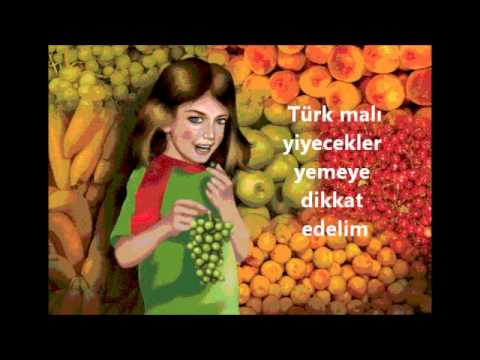 Türk malı
yiyecekler
yemeye
dikkat
edelim